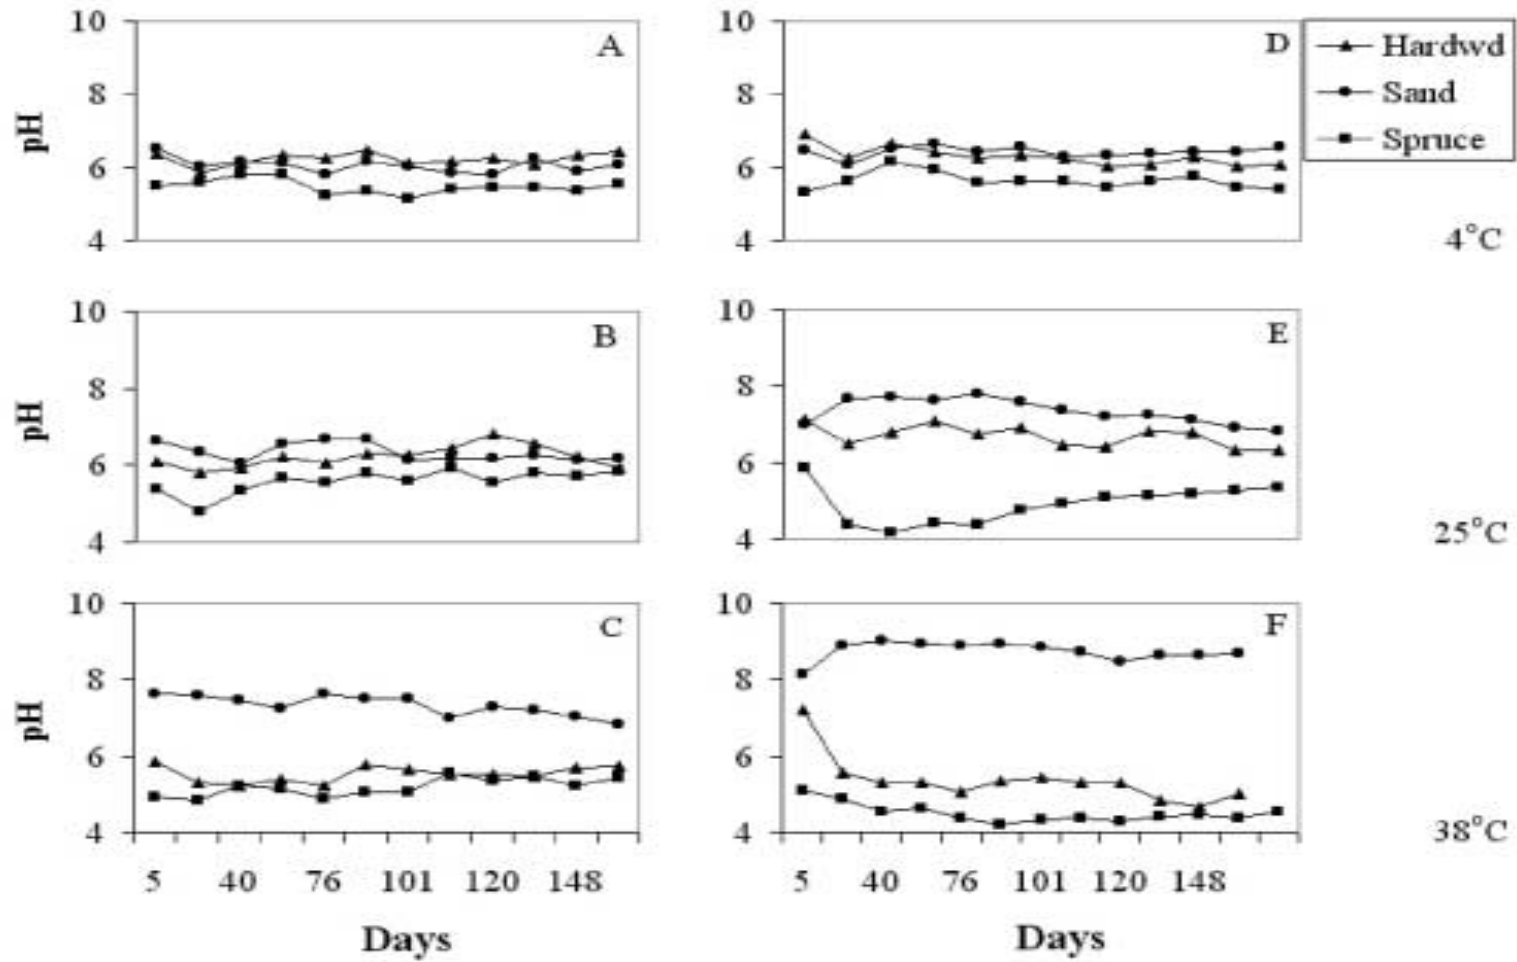 10 8 6 4 pH A
10 8 6 4 D
Hardwd
Sand
Spruce
4°C
10 8 6 4 pH B
10 8 6 4 E
25°C
10 8 6 4 pH C
10 8 6 4 F
38°C
5 40 76 101 120 148
5 40 76 101 120 148
Days
Days